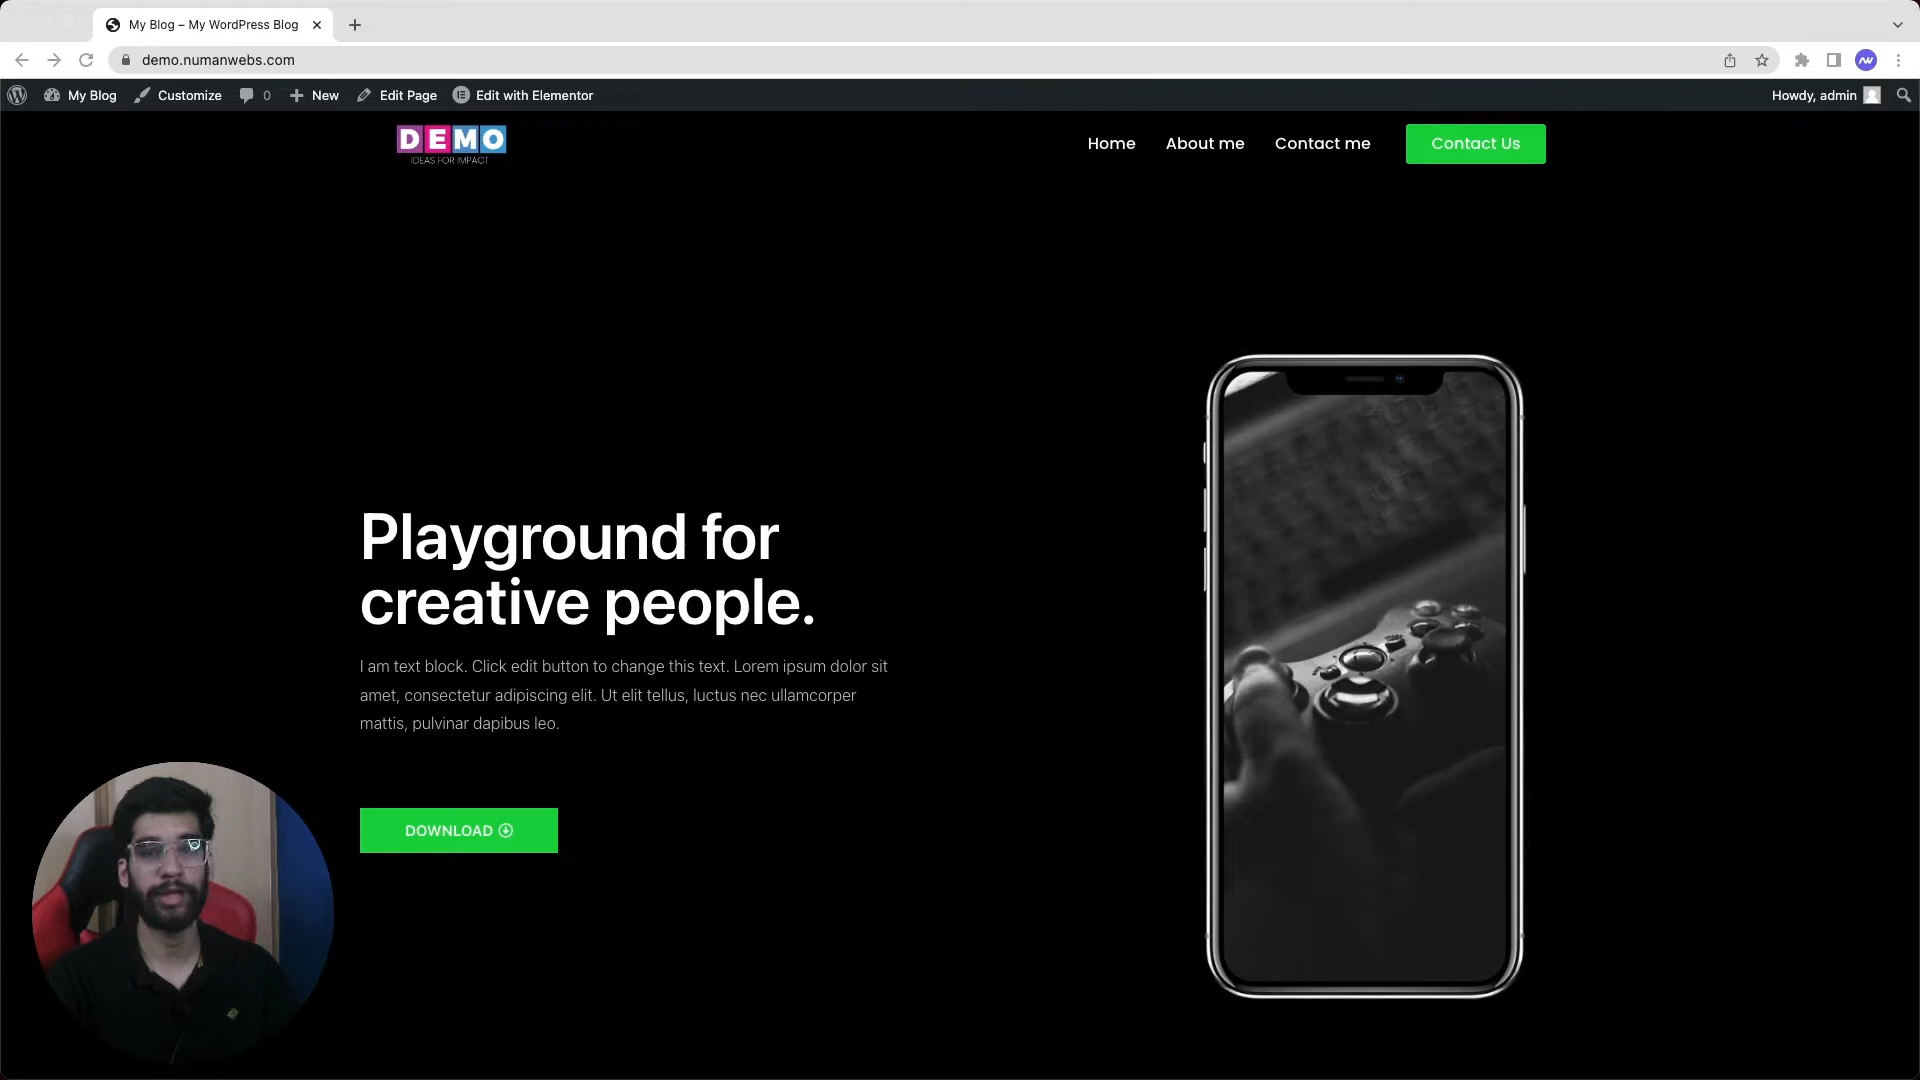 My Blog – My WordPress Blog
demo.numanwebs.com
My Blog
Customize
0
New
Edit Page
Edit with Elementor
Howdy, admin
DEMO
IDEAS FOR IMPACT
Home
About me
Contact me
Contact Us
Playground for
creative people.
I am text block. Click edit button to change this text. Lorem ipsum dolor sit
amet, consectetur adipiscing elit. Ut elit tellus, luctus nec ullamcorper
mattis, pulvinar dapibus leo.
DOWNLOAD